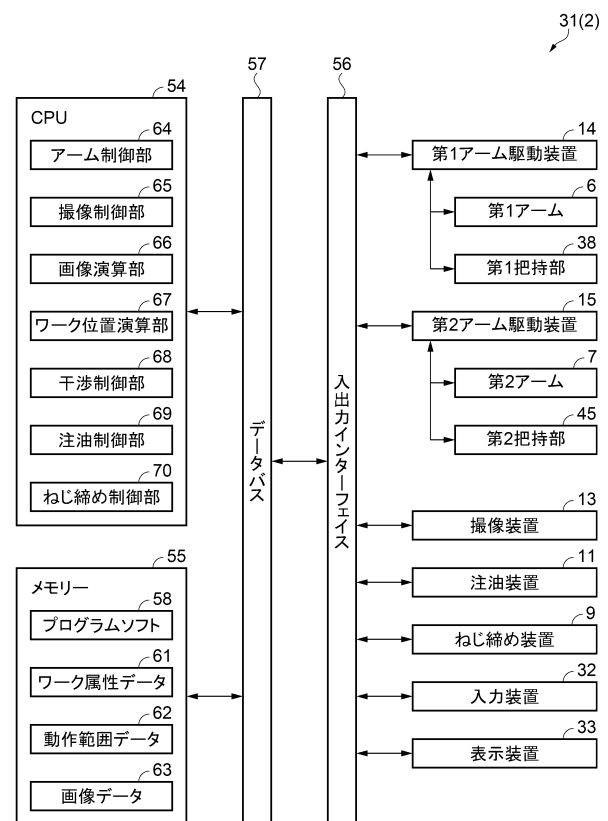 31(2)
54
CPU
64
アーム制御部
65
撮像制御部
66
画像演算部
67
ワーク位置演算部
68
干渉制御部
69
注油制御部
70
ねじ締め制御部
55
メモリー
58
プログラムソフト
61
ワーク属性データ
62
動作範囲データ
63
画像データ
57
データバス
56
入出力インターフェイス
14
第1アーム駆動装置
6
第1アーム
38
第1把持部
15
第2アーム駆動装置
7
第2アーム
45
第2把持部
13
撮像装置
11
注油装置
9
ねじ締め装置
32
入力装置
33
表示装置